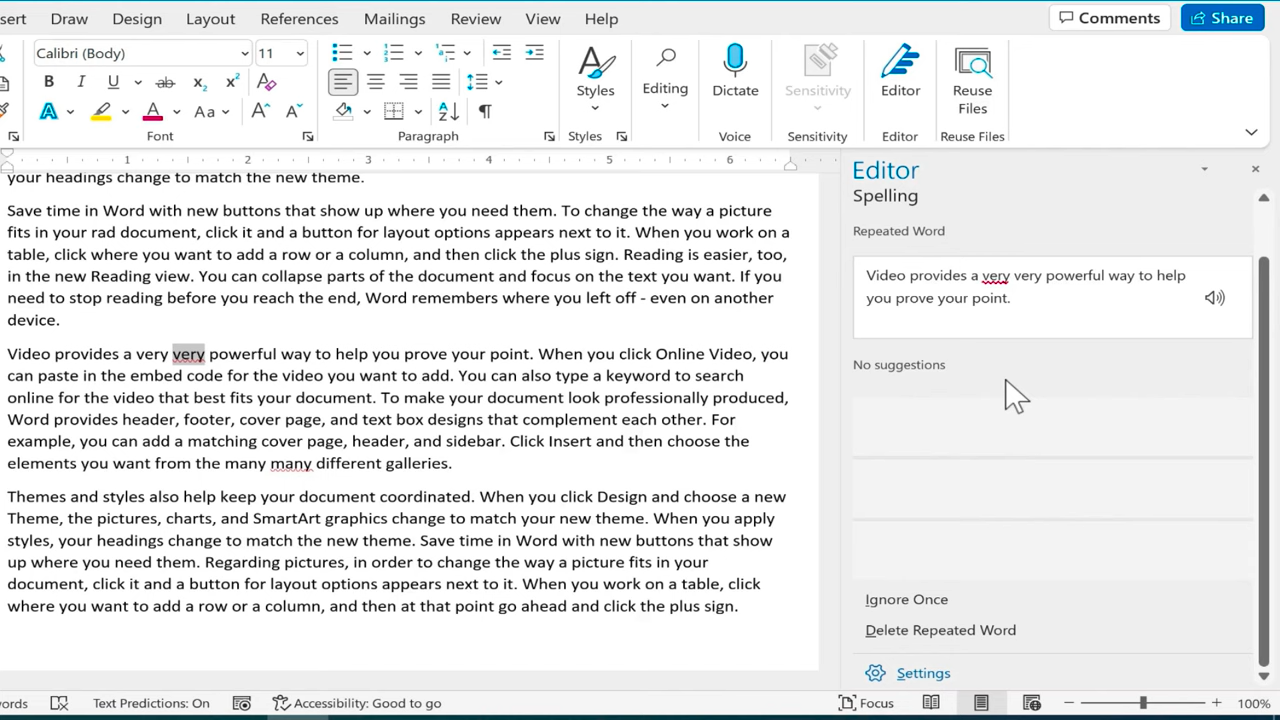 sert Draw Design Layout References Mailings Review View Help Comments Share
Calibri (Body) 11
B I U ab x₂ x² A
A A Aa A A
Styles Editing Dictate Sensitivity Editor Reuse Files
Font Paragraph Styles Voice Sensitivity Editor Reuse Files
1 2 3 4 5 6
your headings change to match the new theme.
Save time in Word with new buttons that show up where you need them. To change the way a picture
fits in your rad document, click it and a button for layout options appears next to it. When you work on a
table, click where you want to add a row or a column, and then click the plus sign. Reading is easier, too,
in the new Reading view. You can collapse parts of the document and focus on the text you want. If you
need to stop reading before you reach the end, Word remembers where you left off - even on another
device.
Video provides a very very powerful way to help you prove your point. When you click Online Video, you
can paste in the embed code for the video you want to add. You can also type a keyword to search
online for the video that best fits your document. To make your document look professionally produced,
Word provides header, footer, cover page, and text box designs that complement each other. For
example, you can add a matching cover page, header, and sidebar. Click Insert and then choose the
elements you want from the many many different galleries.
Themes and styles also help keep your document coordinated. When you click Design and choose a new
Theme, the pictures, charts, and SmartArt graphics change to match your new theme. When you apply
styles, your headings change to match the new theme. Save time in Word with new buttons that show
up where you need them. Regarding pictures, in order to change the way a picture fits in your
document, click it and a button for layout options appears next to it. When you work on a table, click
where you want to add a row or a column, and then at that point go ahead and click the plus sign.
Editor
Spelling
Repeated Word
Video provides a very very powerful way to help
you prove your point.
No suggestions
Ignore Once
Delete Repeated Word
Settings
words Text Predictions: On Accessibility: Good to go Focus 100%